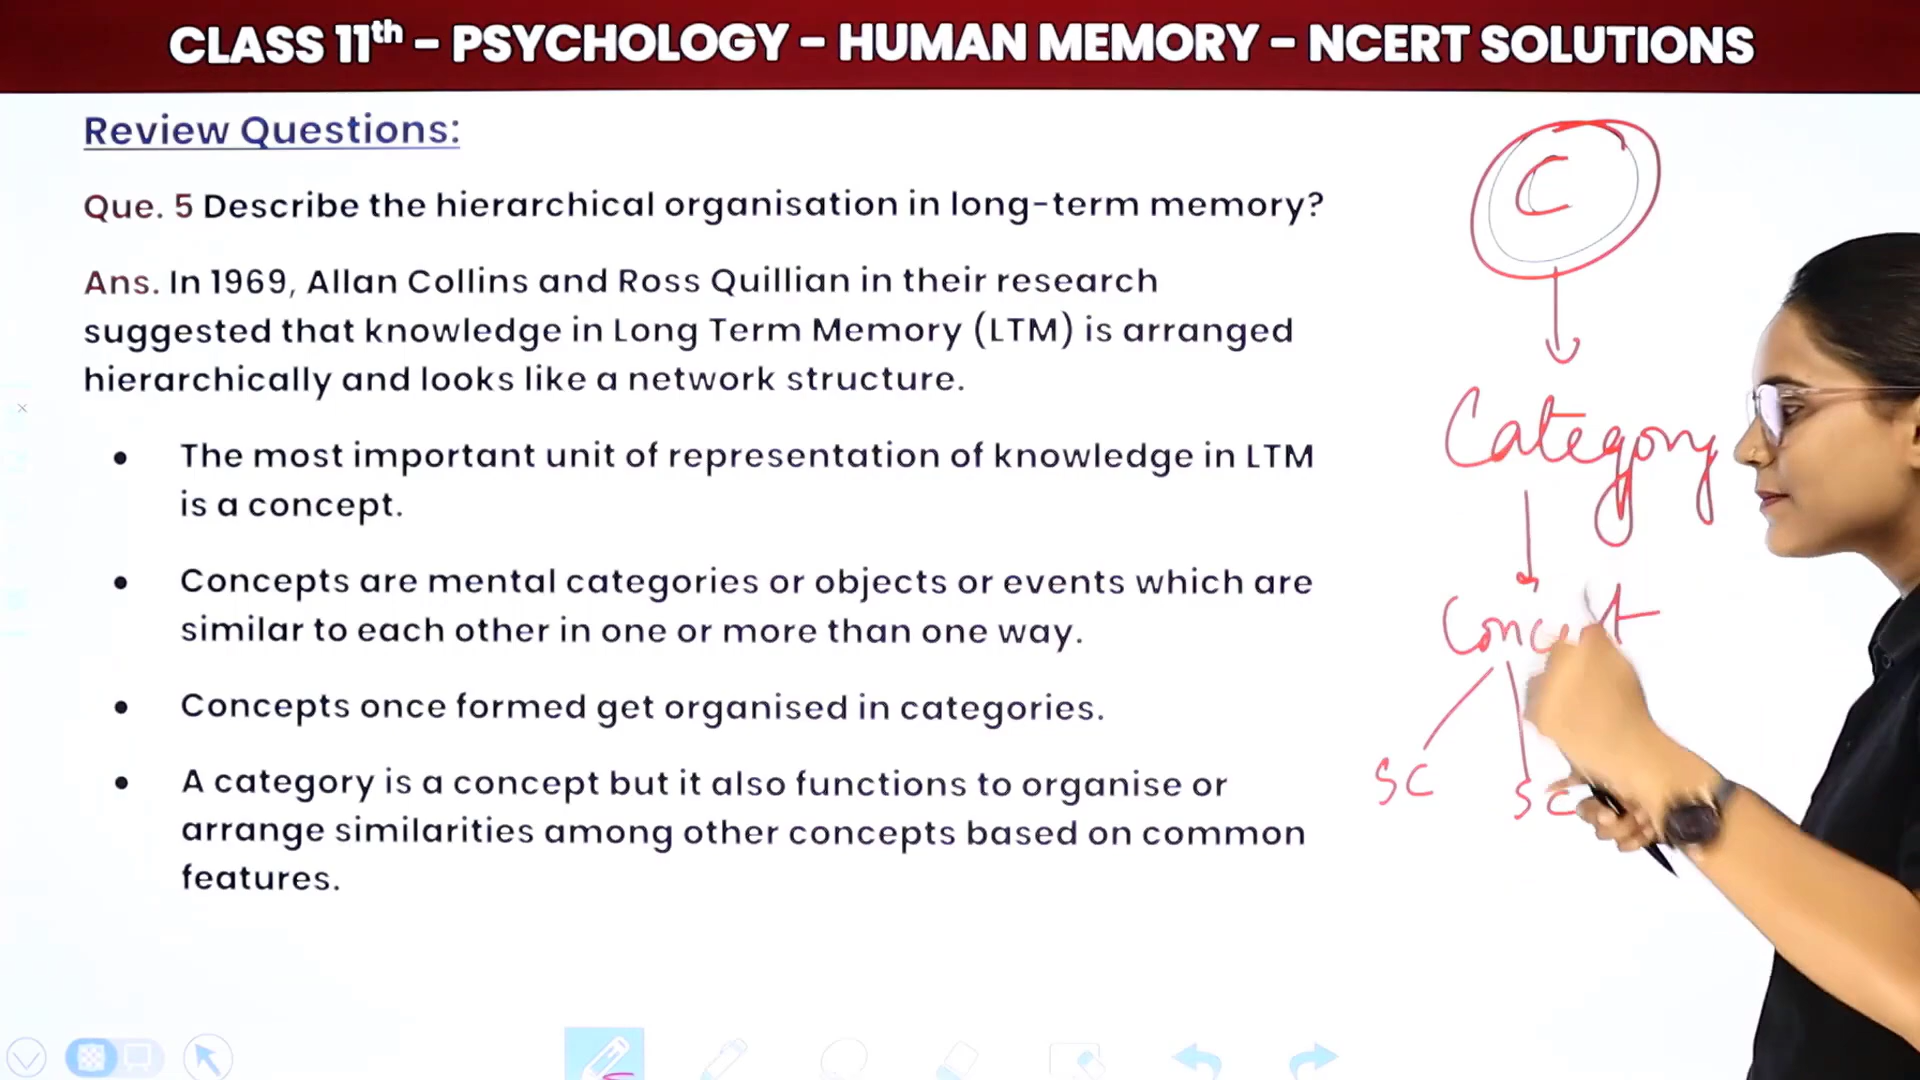 CLASS 11th - PSYCHOLOGY - HUMAN MEMORY - NCERT SOLUTIONS
Review Questions:
Que. 5 Describe the hierarchical organisation in long-term memory?
Ans. In 1969, Allan Collins and Ross Quillian in their research
suggested that knowledge in Long Term Memory (LTM) is arranged
hierarchically and looks like a network structure.
• The most important unit of representation of knowledge in LTM
is a concept.
• Concepts are mental categories or objects or events which are
similar to each other in one or more than one way.
• Concepts once formed get organised in categories.
• A category is a concept but it also functions to organise or
arrange similarities among other concepts based on common
features.
C
Category
Concept
SC
SC